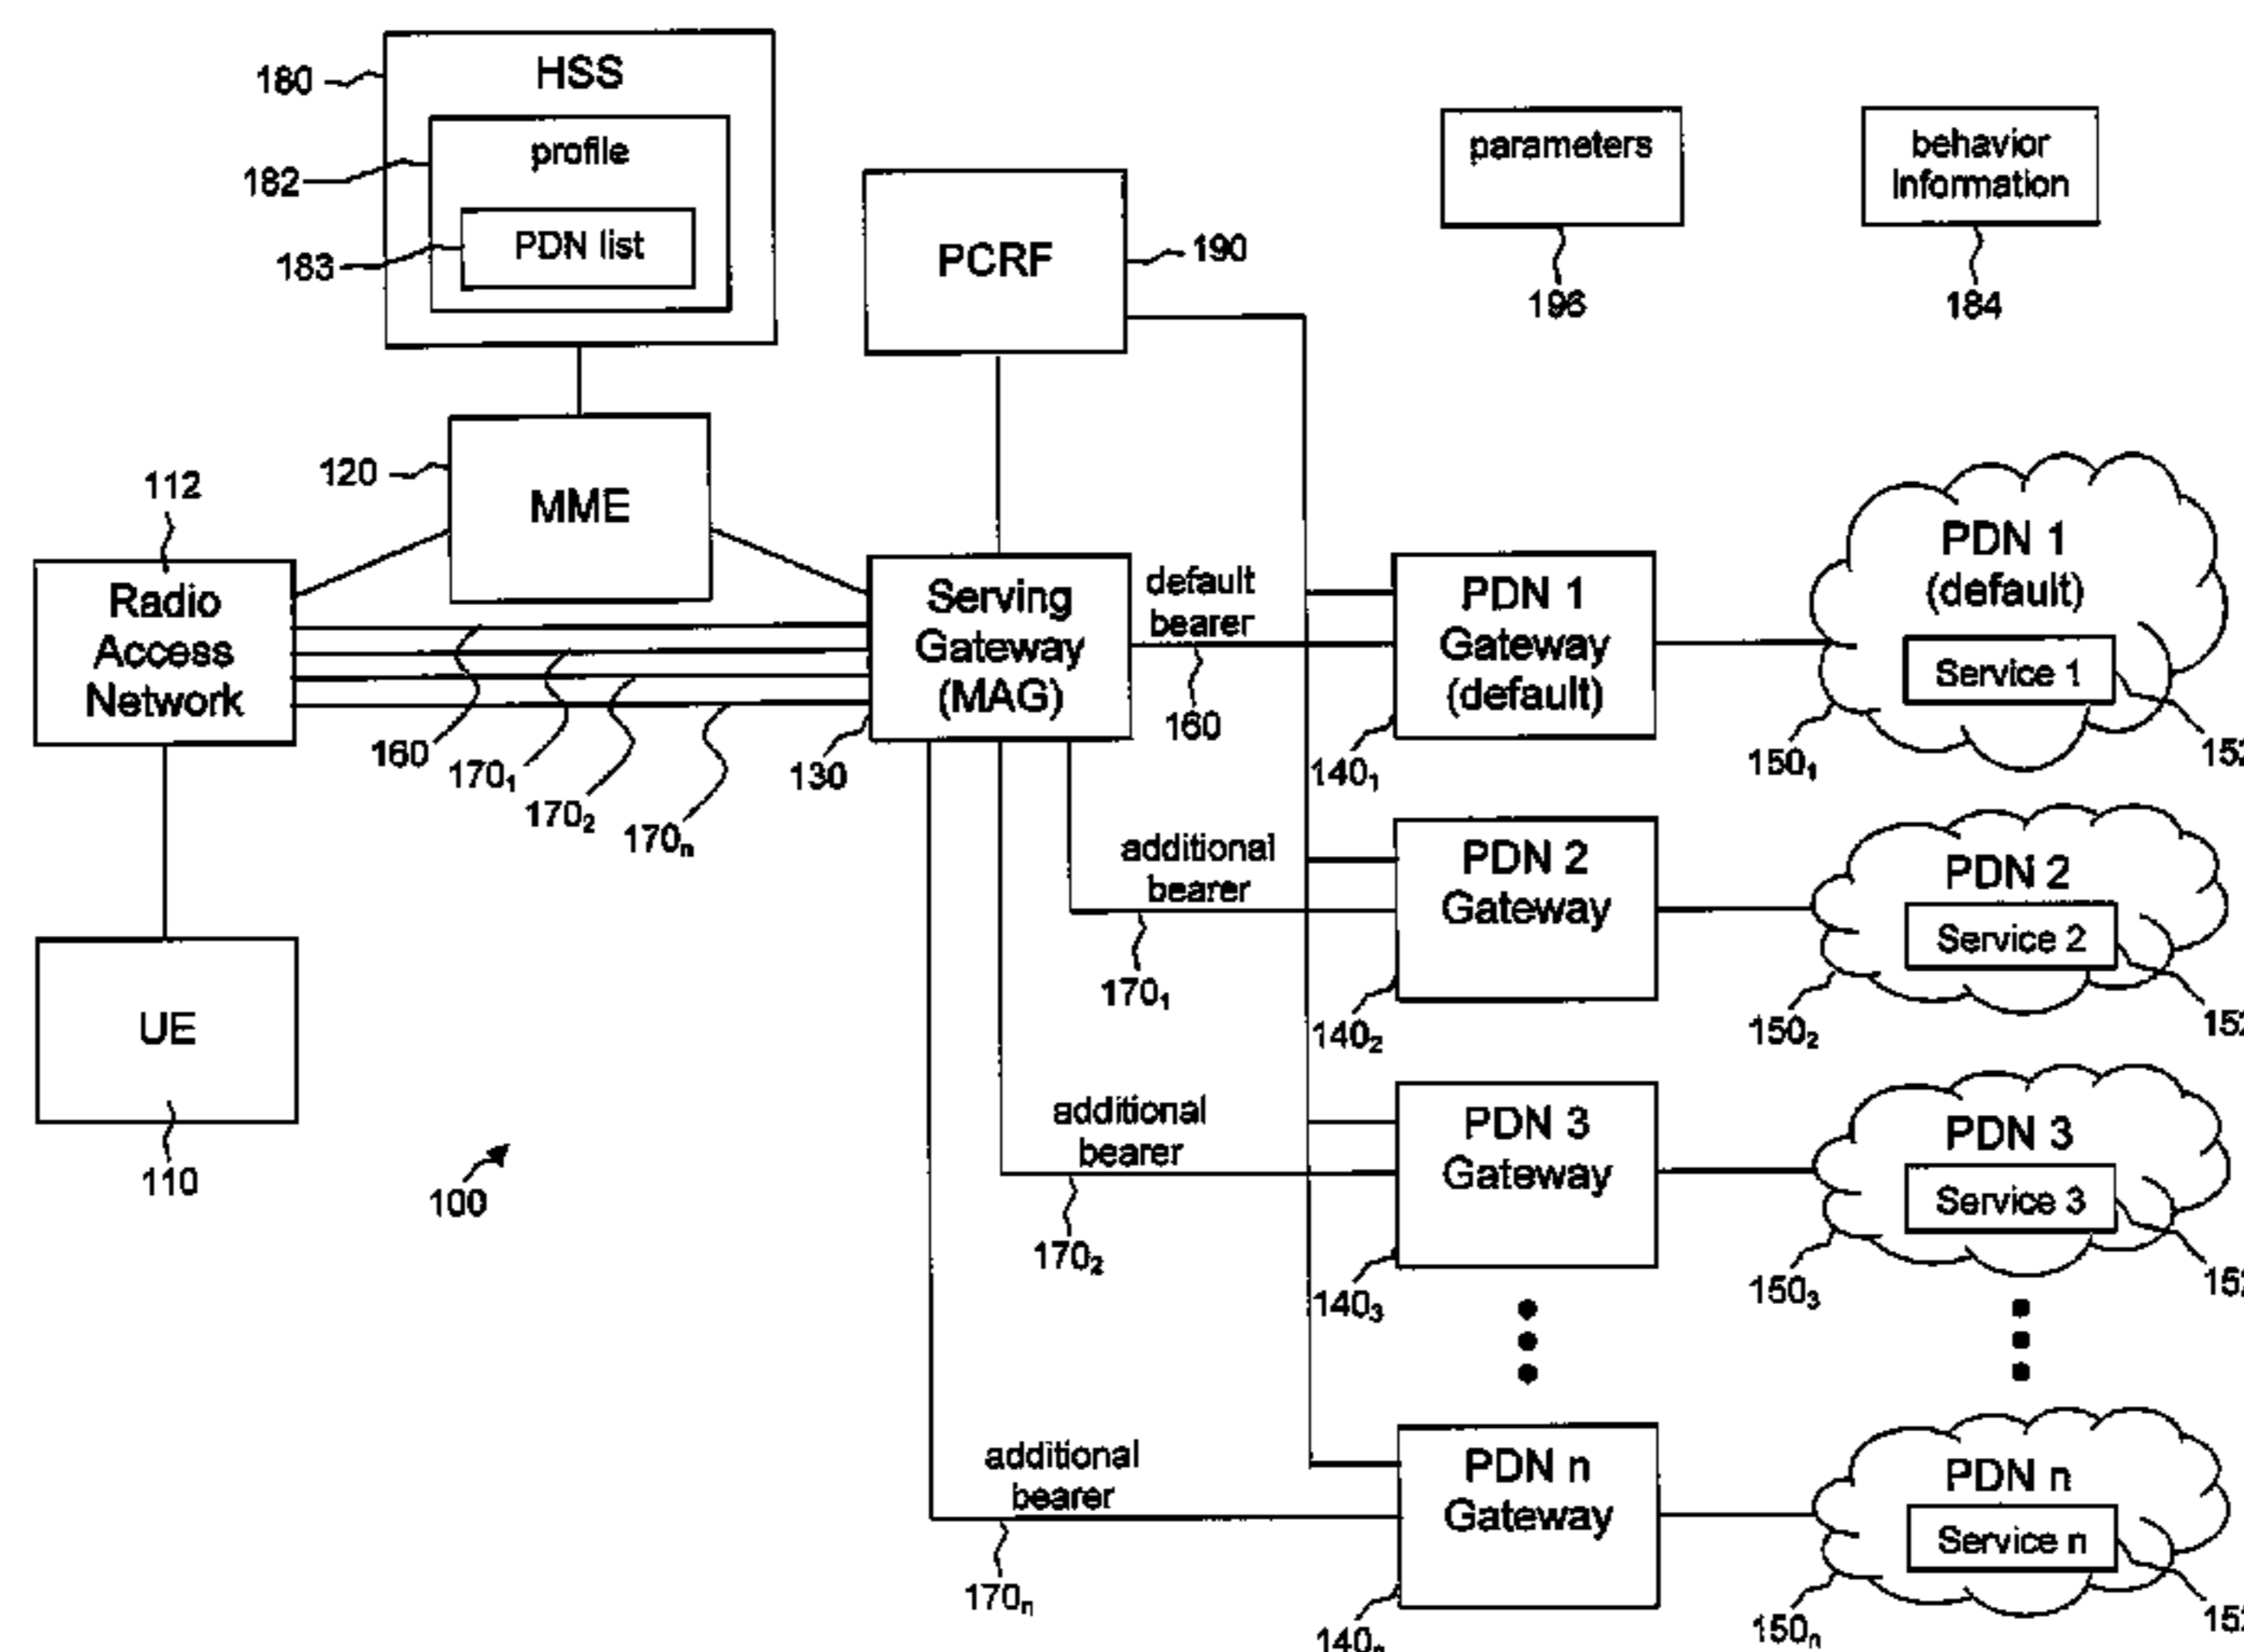 HSS
180
profile
182
PDN list
183
PCRF
190
parameters
196
behavior
Information
184
MME
120
112
Radio
Access
Network
160
170₁
170₂
170ₙ
Serving
Gateway
(MAG)
130
default
bearer
160
PDN 1
Gateway
(default)
140₁
PDN 1
(default)
Service 1
150₁
UE
110
100
additional
bearer
170₁
PDN 2
Gateway
140₂
PDN 2
Service 2
150₂
additional
bearer
170₂
PDN 3
Gateway
140₃
PDN 3
Service 3
150₃
additional
bearer
170ₙ
PDN n
Gateway
140ₙ
PDN n
Service n
150ₙ